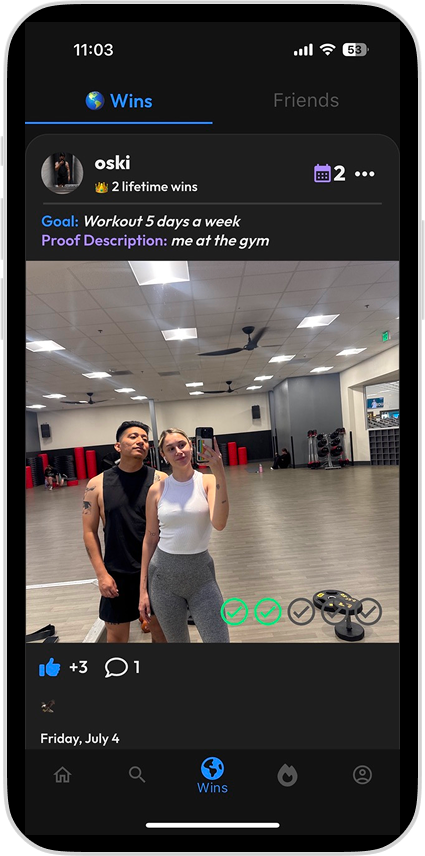 11:03
53
Wins
Friends
oski
2 lifetime wins
2
Goal: Workout 5 days a week
Proof Description: me at the gym
+3
1
Friday, July 4
Wins